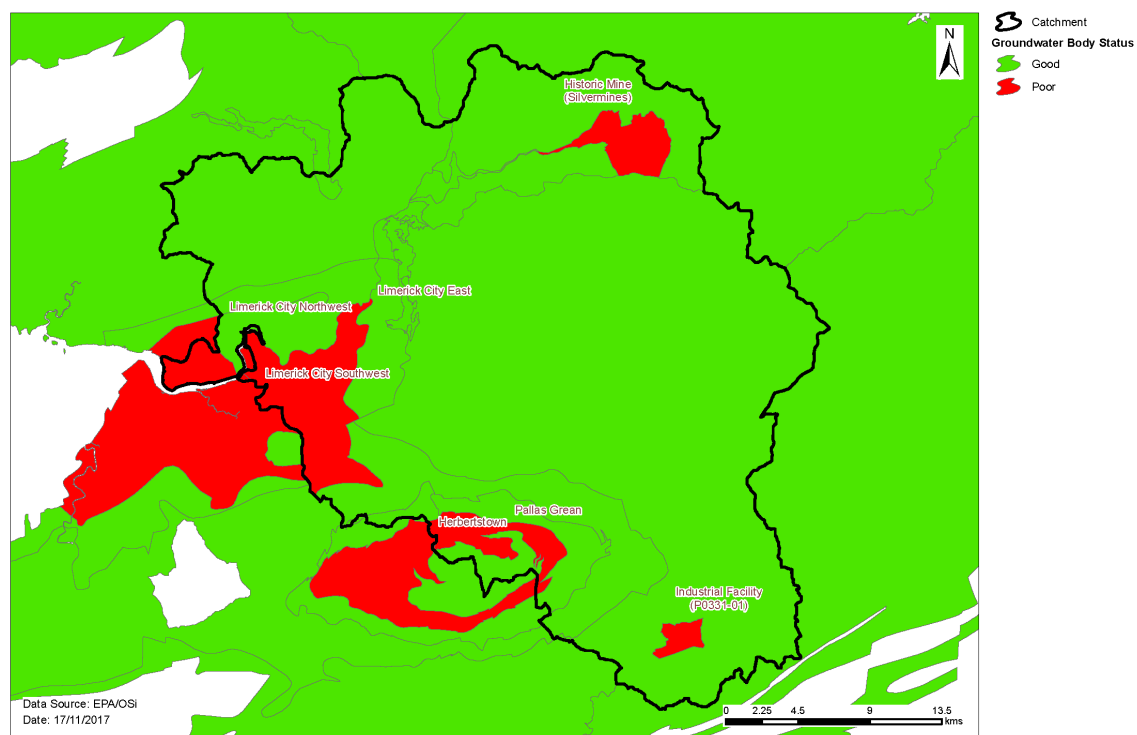 N
Catchment
Groundwater Body Status
Good
Poor
Historic Mine
(Silvermines)
Limerick City East
Limerick City Northwest
Limerick City Southwest
Pallas Grean
Herbertstown
Industrial Facility
(P0331-01)
Data Source: EPA/OSi
Date: 17/11/2017
0 2.25 4.5 9 13.5
kms